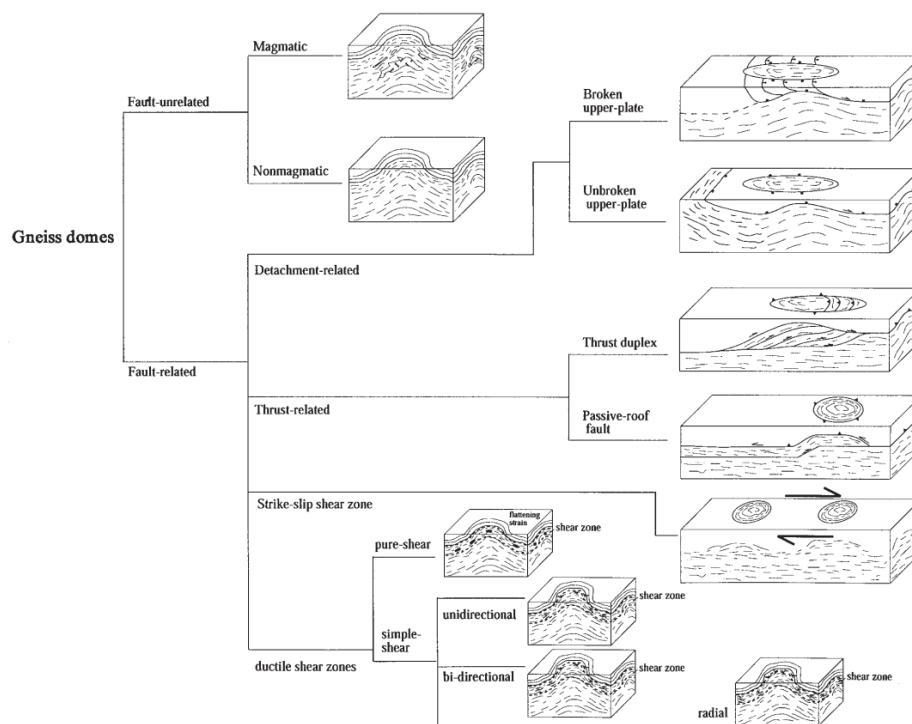 Gneiss domes
Fault-unrelated
Magmatic
Nonmagmatic
Fault-related
Detachment-related
Broken
upper-plate
Unbroken
upper-plate
Thrust-related
Thrust duplex
Passive-roof
fault
Strike-slip shear zone
ductile shear zones
pure-shear
flattening
strain
shear zone
simple-
shear
unidirectional
shear zone
bi-directional
shear zone
radial
shear zone